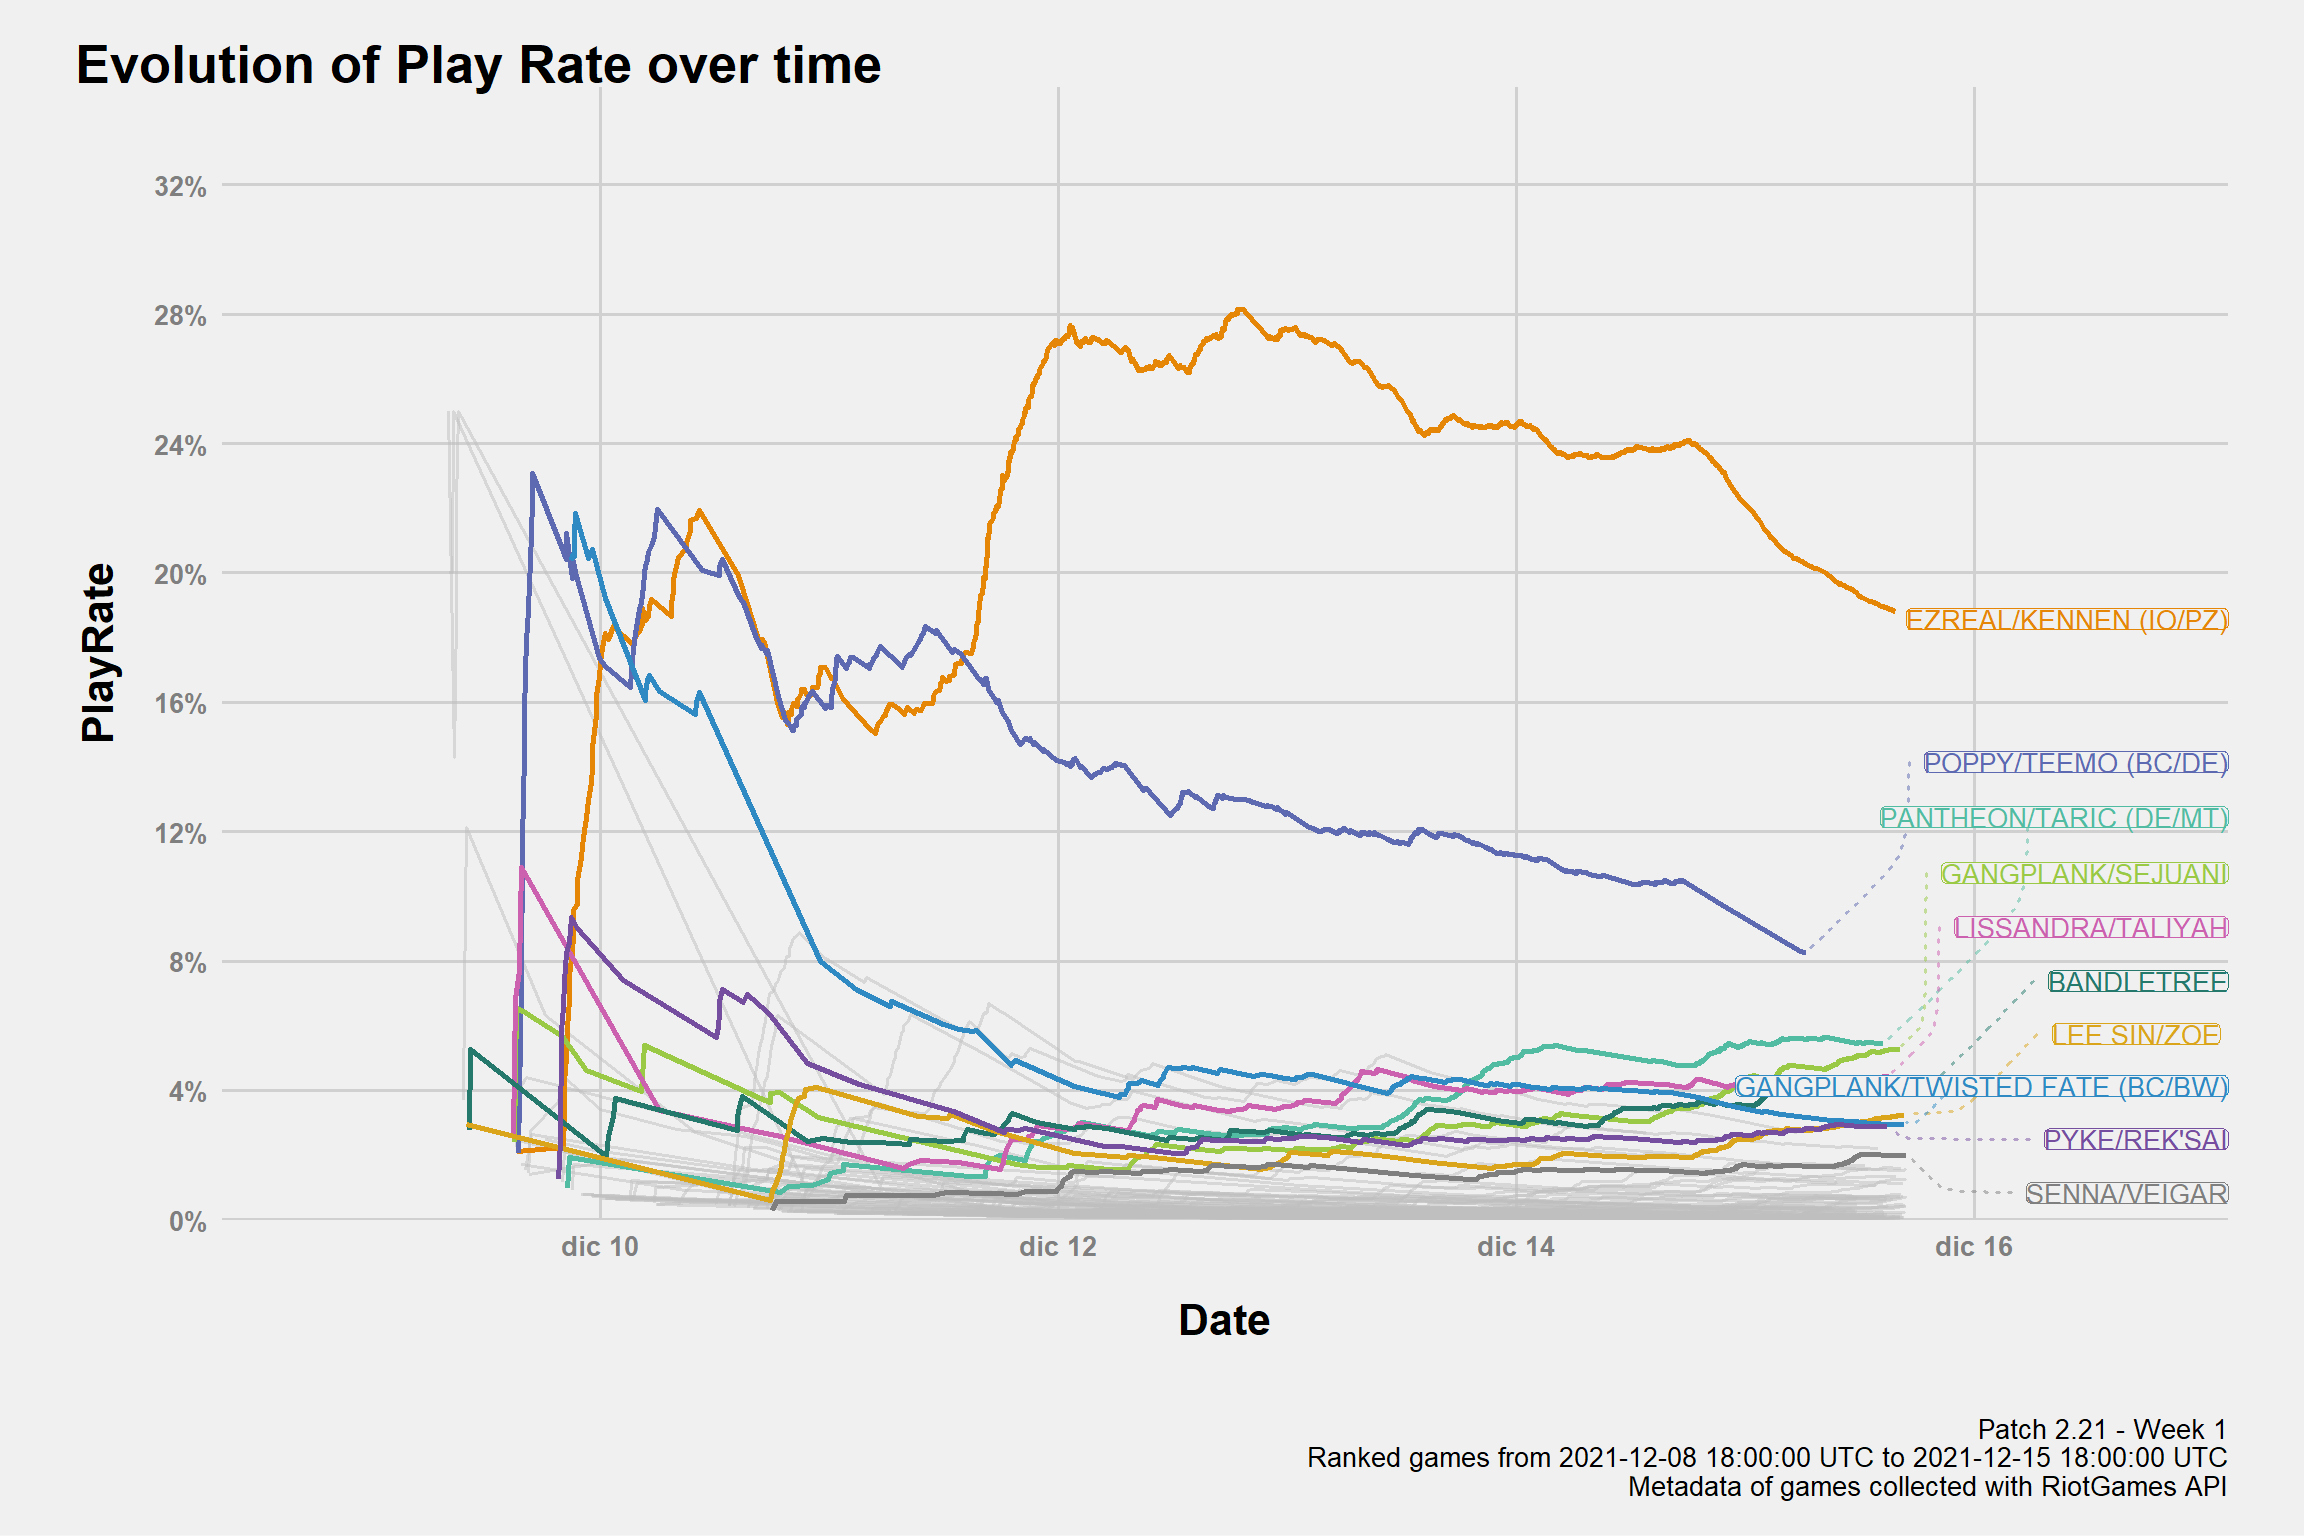 Evolution of Play Rate over time
PlayRate
32%
28%
24%
20%
16%
12%
8%
4%
0%
EZREAL/KENNEN (IO/PZ)
POPPY/TEEMO (BC/DE)
PANTHEON/TARIC (DE/MT)
GANGPLANK/SEJUANI
LISSANDRA/TALIYAH
BANDLETREE
LEE SIN/ZOE
GANGPLANK/TWISTED FATE (BC/BW)
PYKE/REK'SAI
SENNA/VEIGAR
dic 10
dic 12
dic 14
dic 16
Date
Patch 2.21 - Week 1
Ranked games from 2021-12-08 18:00:00 UTC to 2021-12-15 18:00:00 UTC
Metadata of games collected with RiotGames API